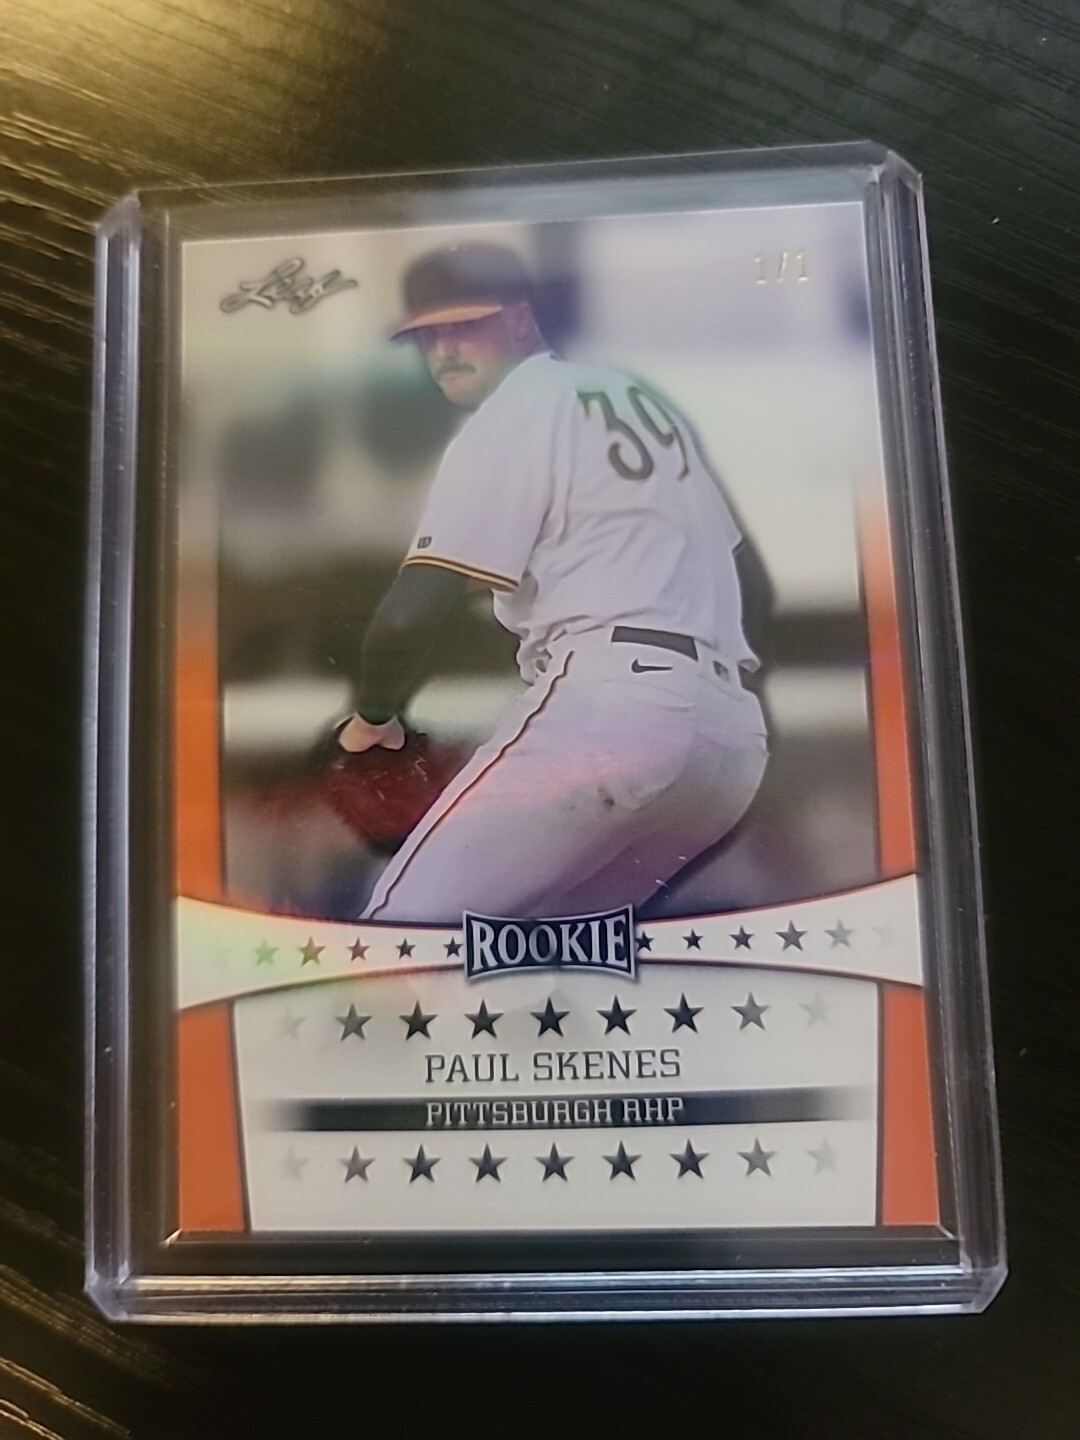 Leaf
1/1
39
ROOKIE
PAUL SKENES
PITTSBURGH RHP